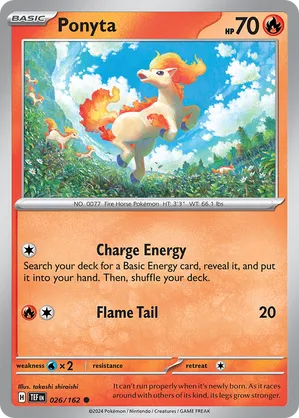 BASIC
Ponyta
HP 70
NO. 0077 Fire Horse Pokémon HT: 3'3" WT: 66.1 lbs
Charge Energy
Search your deck for a Basic Energy card, reveal it, and put
it into your hand. Then, shuffle your deck.
Flame Tail 20
weakness ×2 resistance retreat
Illus. takashi shiraishi
H TEF EN 026/162
It can't run properly when it's newly born. As it races
around with others of its kind, its legs grow stronger.
©2024 Pokémon / Nintendo / Creatures / GAME FREAK